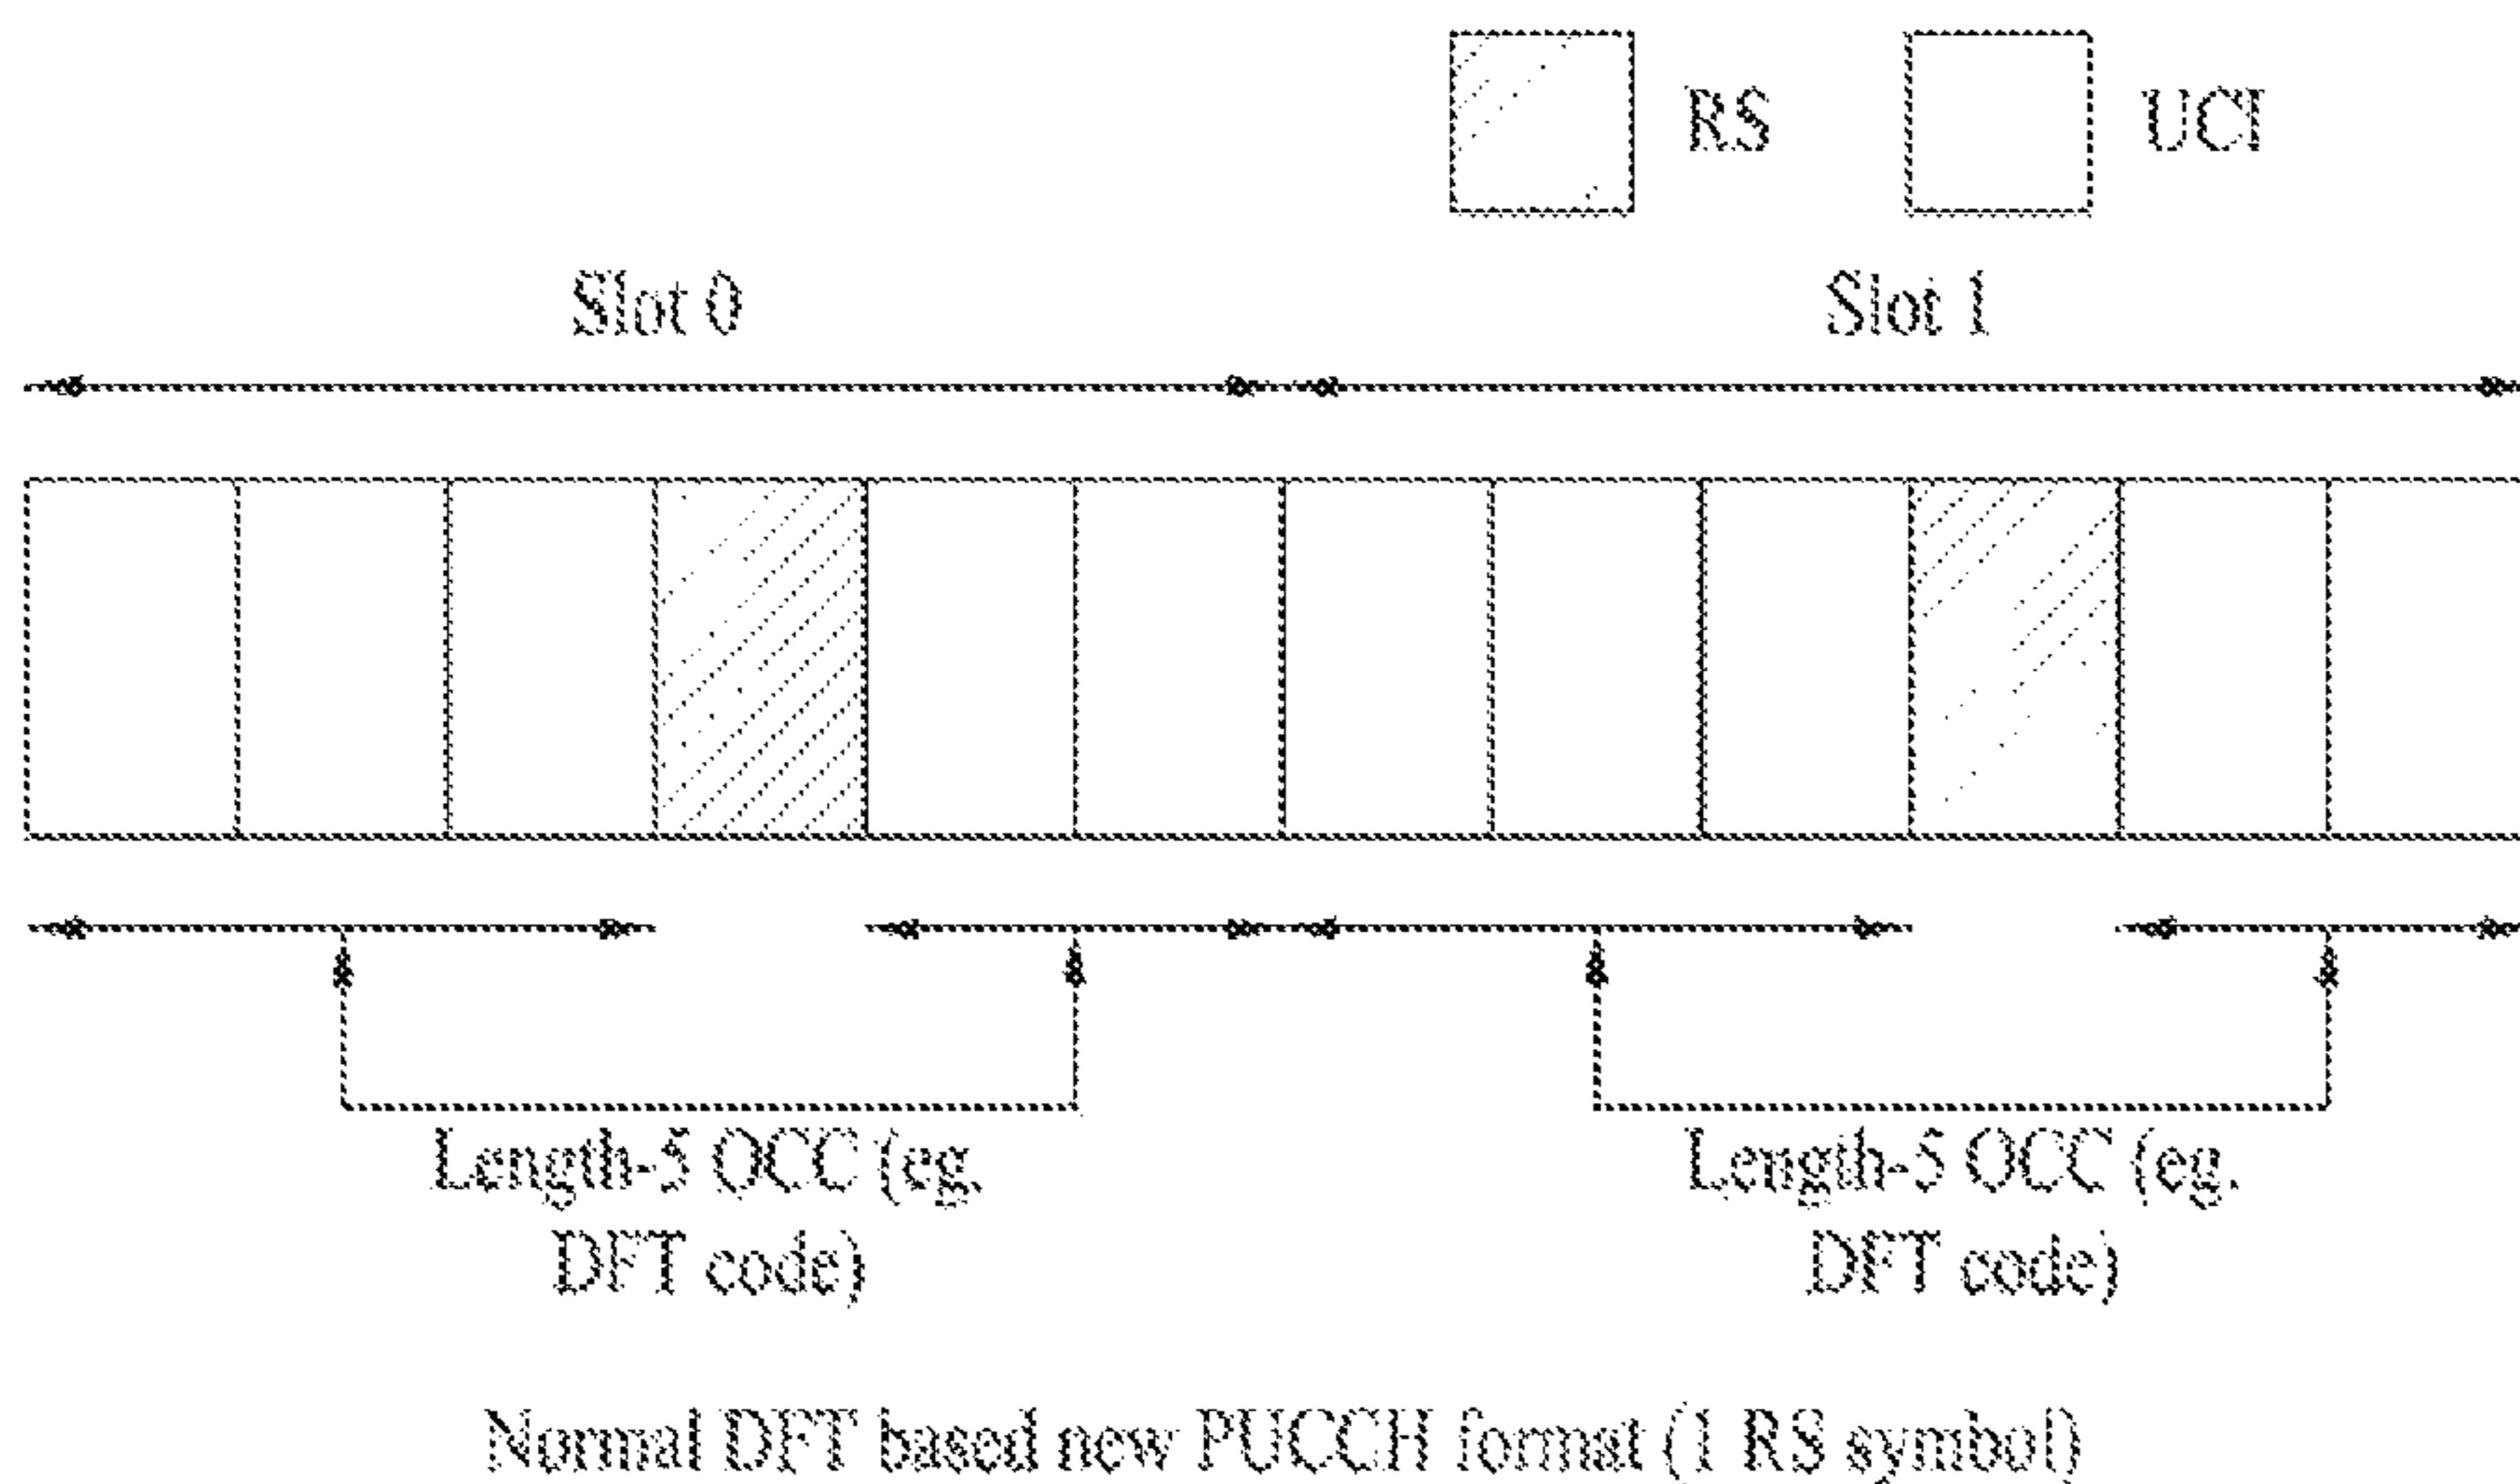 RS UCI
Slot 0 Slot 1
Length-5 OCC (eg. Length-5 OCC (eg.
DFT code) DFT code)
Normal DFT based new PUCCH format (1 RS symbol)